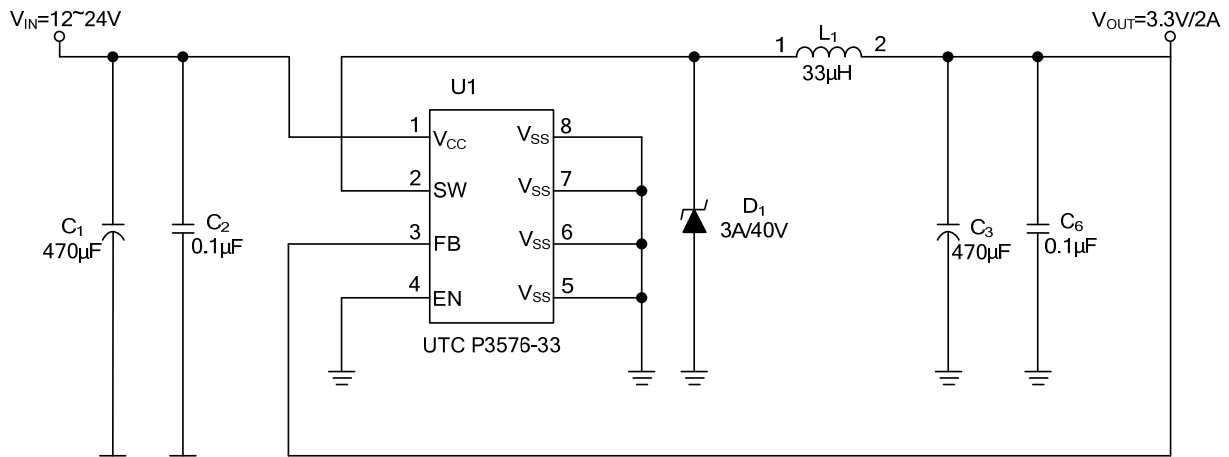 V_IN=12~24V
V_OUT=3.3V/2A
L₁
1 2
33µH
U1
1 V_CC V_SS 8
2 SW V_SS 7
3 FB V_SS 6
4 EN V_SS 5
UTC P3576-33
C₁
470µF
C₂
0.1µF
D₁
3A/40V
C₃
470µF
C₆
0.1µF